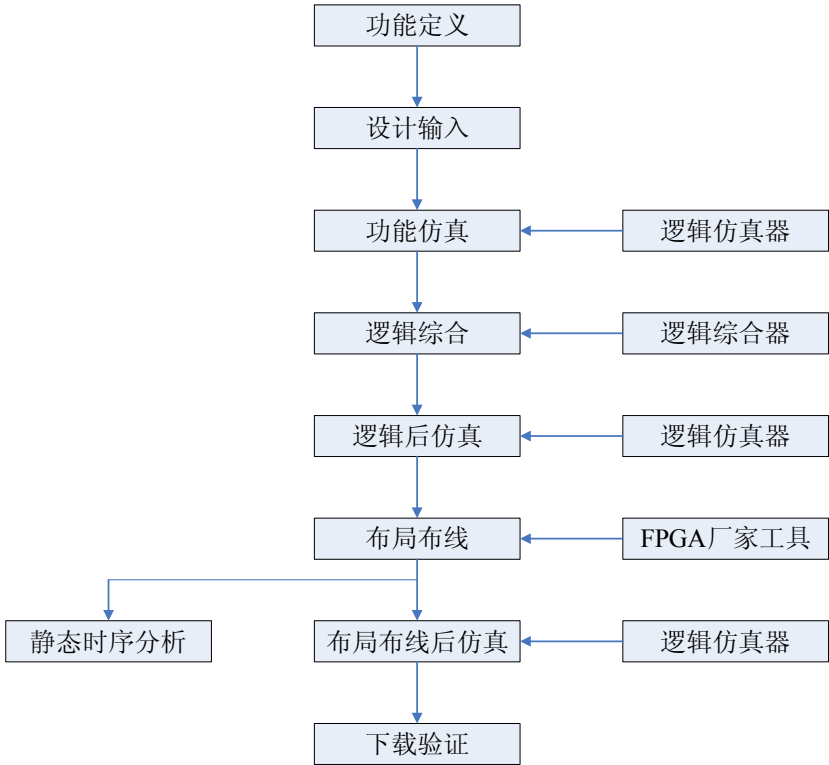 功能定义
设计输入
功能仿真
逻辑仿真器
逻辑综合
逻辑综合器
逻辑后仿真
逻辑仿真器
布局布线
FPGA厂家工具
静态时序分析
布局布线后仿真
逻辑仿真器
下载验证